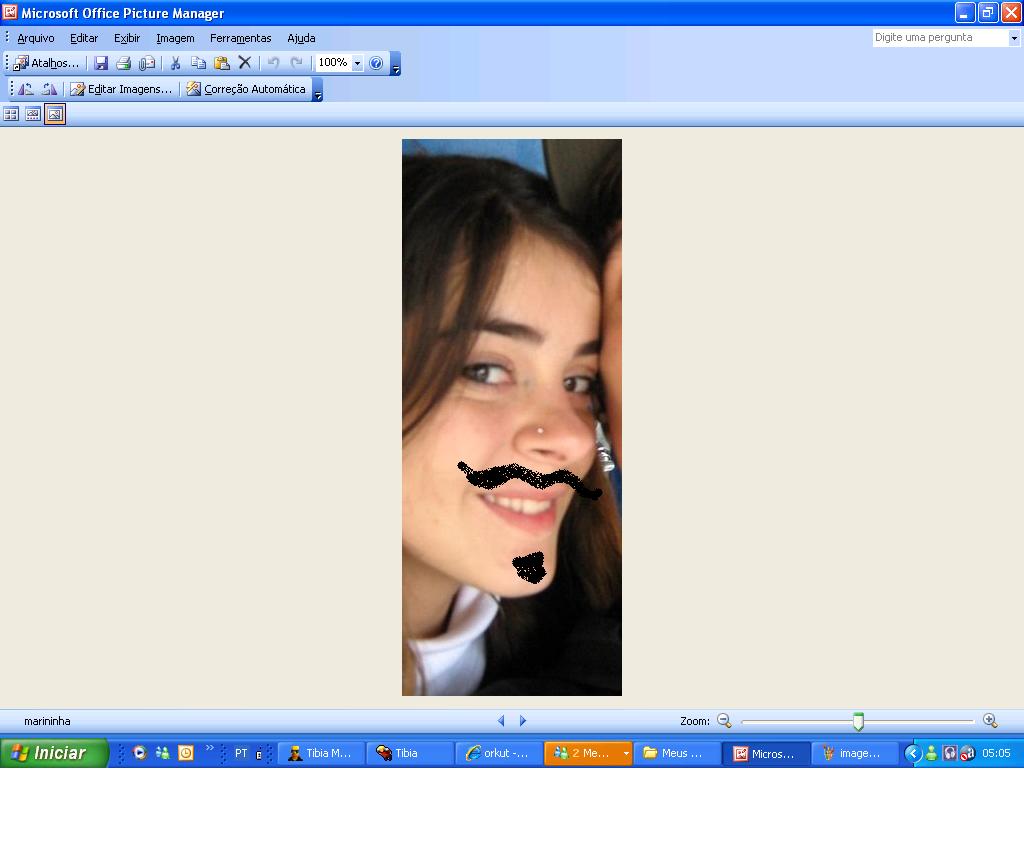 Microsoft Office Picture Manager
Arquivo Editar Exibir Imagem Ferramentas Ajuda
Digite uma pergunta
Atalhos... 100%
Editar Imagens... Correção Automática
marininha
Zoom:
Iniciar
PT
Tibia M...
Tibia
orkut -...
2 Me...
Meus ...
Micros...
image...
05:05